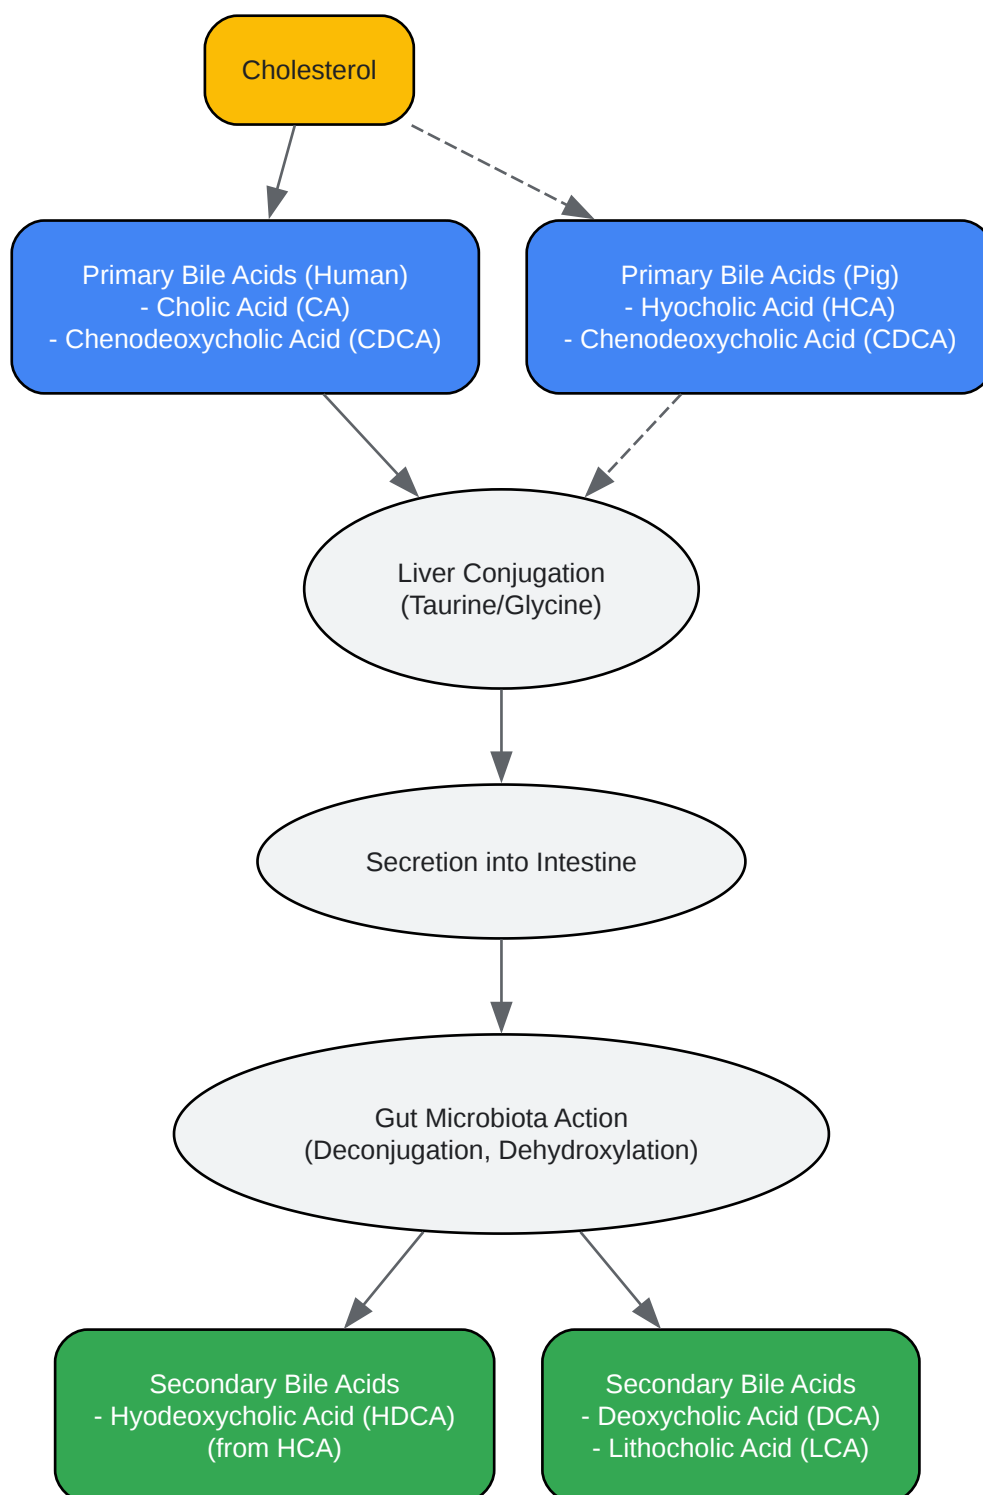 Cholesterol
Primary Bile Acids (Human)
- Cholic Acid (CA)
- Chenodeoxycholic Acid (CDCA)
Primary Bile Acids (Pig)
- Hyocholic Acid (HCA)
- Chenodeoxycholic Acid (CDCA)
Liver Conjugation
(Taurine/Glycine)
Secretion into Intestine
Gut Microbiota Action
(Deconjugation, Dehydroxylation)
Secondary Bile Acids
- Hyodeoxycholic Acid (HDCA)
(from HCA)
Secondary Bile Acids
- Deoxycholic Acid (DCA)
- Lithocholic Acid (LCA)